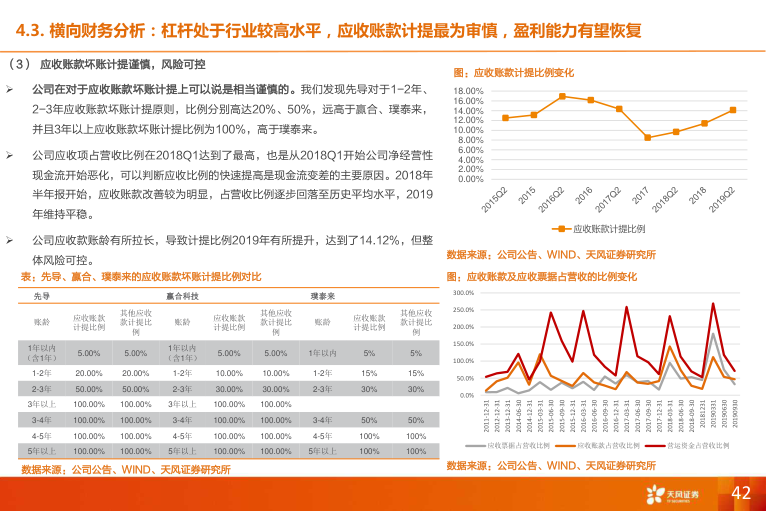 4.3. 横向财务分析：杠杆处于行业较高水平，应收账款计提最为审慎，盈利能力有望恢复
（3） 应收账款坏账计提谨慎，风险可控
➢ 公司在对于应收账款坏账计提上可以说是相当谨慎的。我们发现先导对于1-2年、
2-3年应收账款坏账计提原则，比例分别高达20%、50%，远高于赢合、璞泰来，
并且3年以上应收账款坏账计提比例为100%，高于璞泰来。
➢ 公司应收项占营收比例在2018Q1达到了最高，也是从2018Q1开始公司净经营性
现金流开始恶化，可以判断应收比例的快速提高是现金流变差的主要原因。2018年
半年报开始，应收账款改善较为明显，占营收比例逐步回落至历史平均水平，2019
年维持平稳。
➢ 公司应收款账龄有所拉长，导致计提比例2019年有所提升，达到了14.12%，但整
体风险可控。
表：先导、赢合、璞泰来的应收账款坏账计提比例对比
先导 赢合科技 璞泰来
账龄 应收账款计提比例 其他应收款计提比例 账龄 应收账款计提比例 其他应收款计提比例 账龄 应收账款计提比例 其他应收款计提比例
1年以内（含1年） 5.00% 5.00% 1年以内（含1年） 5.00% 5.00% 1年以内 5% 5%
1-2年 20.00% 20.00% 1-2年 10.00% 10.00% 1-2年 15% 15%
2-3年 50.00% 50.00% 2-3年 30.00% 30.00% 2-3年 30% 30%
3年以上 100.00% 100.00% 3年以上 100.00% 100.00%
3-4年 100.00% 100.00% 3-4年 100.00% 100.00% 3-4年 50% 50%
4-5年 100.00% 100.00% 4-5年 100.00% 100.00% 4-5年 100% 100%
5年以上 100.00% 100.00% 5年以上 100.00% 100.00% 5年以上 100% 100%
数据来源：公司公告、WIND、天风证券研究所
图：应收账款计提比例变化
18.00%
16.00%
14.00%
12.00%
10.00%
8.00%
6.00%
4.00%
2.00%
0.00%
2015Q2 2015 2016Q2 2016 2017Q2 2017 2018Q2 2018 2019Q2
应收账款计提比例
数据来源：公司公告、WIND、天风证券研究所
图：应收账款及应收票据占营收的比例变化
300.0%
250.0%
200.0%
150.0%
100.0%
50.0%
0.0%
2011-12-31 2012-12-31 2013-12-31 2014-06-30 2014-12-31 2015-03-31 2015-06-30 2015-09-30 2015-12-31 2016-03-31 2016-06-30 2016-09-30 2016-12-31 2017-03-31 2017-06-30 2017-09-30 2017-12-31 2018-03-31 2018-06-30 2018-09-30 20181231 20190331 20190630 20190930
应收票据占营收比例 应收账款占营收比例 营运资金占营收比例
数据来源：公司公告、WIND、天风证券研究所
天风证券
TF SECURITIES
42